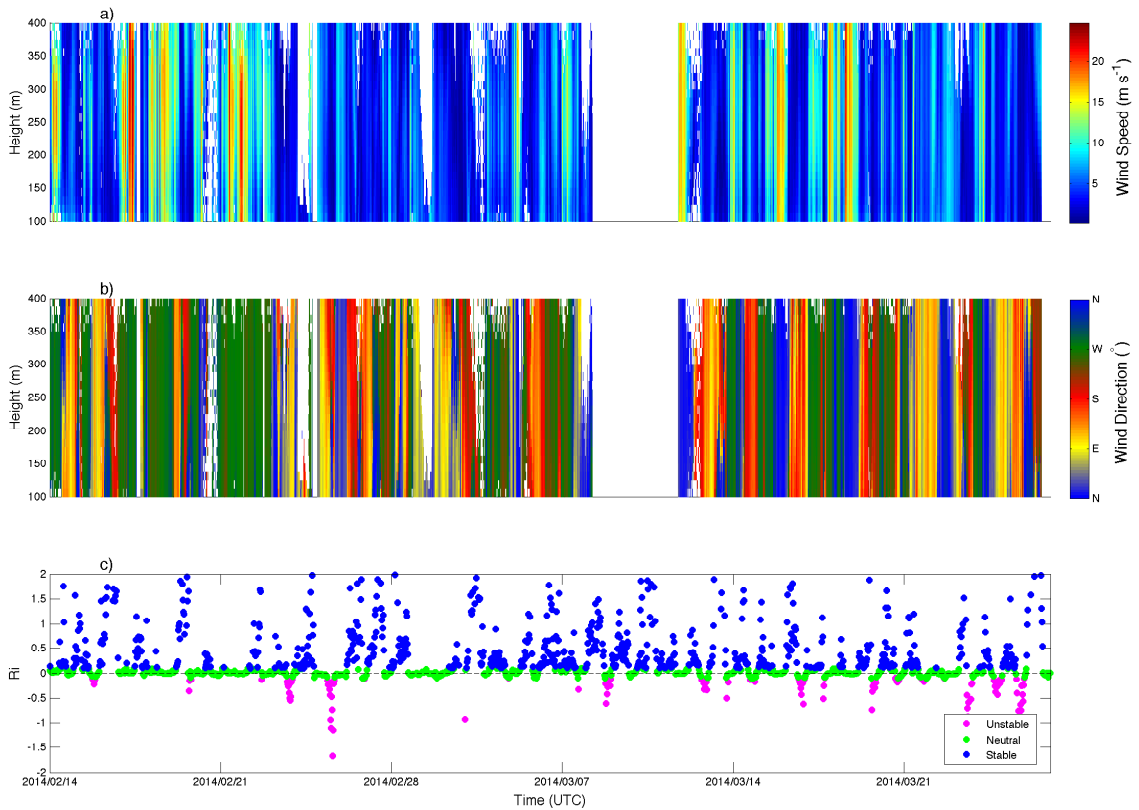 a)
400
350
300
250
200
150
100
Height (m)
20
15
10
5
Wind Speed (m s-1)
b)
400
350
300
250
200
150
100
Height (m)
N
W
S
E
N
Wind Direction (°)
c)
2
1.5
1
0.5
0
-0.5
-1
-1.5
-2
Ri
Unstable
Neutral
Stable
2014/02/14
2014/02/21
2014/02/28
2014/03/07
2014/03/14
2014/03/21
Time (UTC)